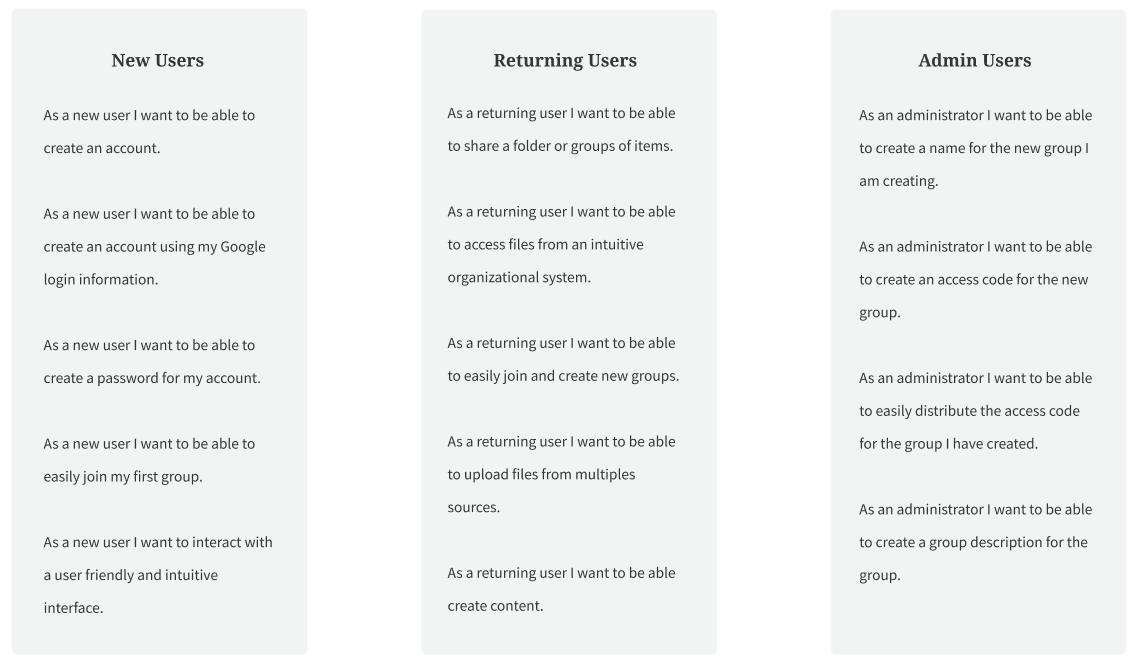 New Users
As a new user I want to be able to
create an account.
As a new user I want to be able to
create an account using my Google
login information.
As a new user I want to be able to
create a password for my account.
As a new user I want to be able to
easily join my first group.
As a new user I want to interact with
a user friendly and intuitive
interface.
Returning Users
As a returning user I want to be able
to share a folder or groups of items.
As a returning user I want to be able
to access files from an intuitive
organizational system.
As a returning user I want to be able
to easily join and create new groups.
As a returning user I want to be able
to upload files from multiples
sources.
As a returning user I want to be able
create content.
Admin Users
As an administrator I want to be able
to create a name for the new group I
am creating.
As an administrator I want to be able
to create an access code for the new
group.
As an administrator I want to be able
to easily distribute the access code
for the group I have created.
As an administrator I want to be able
to create a group description for the
group.